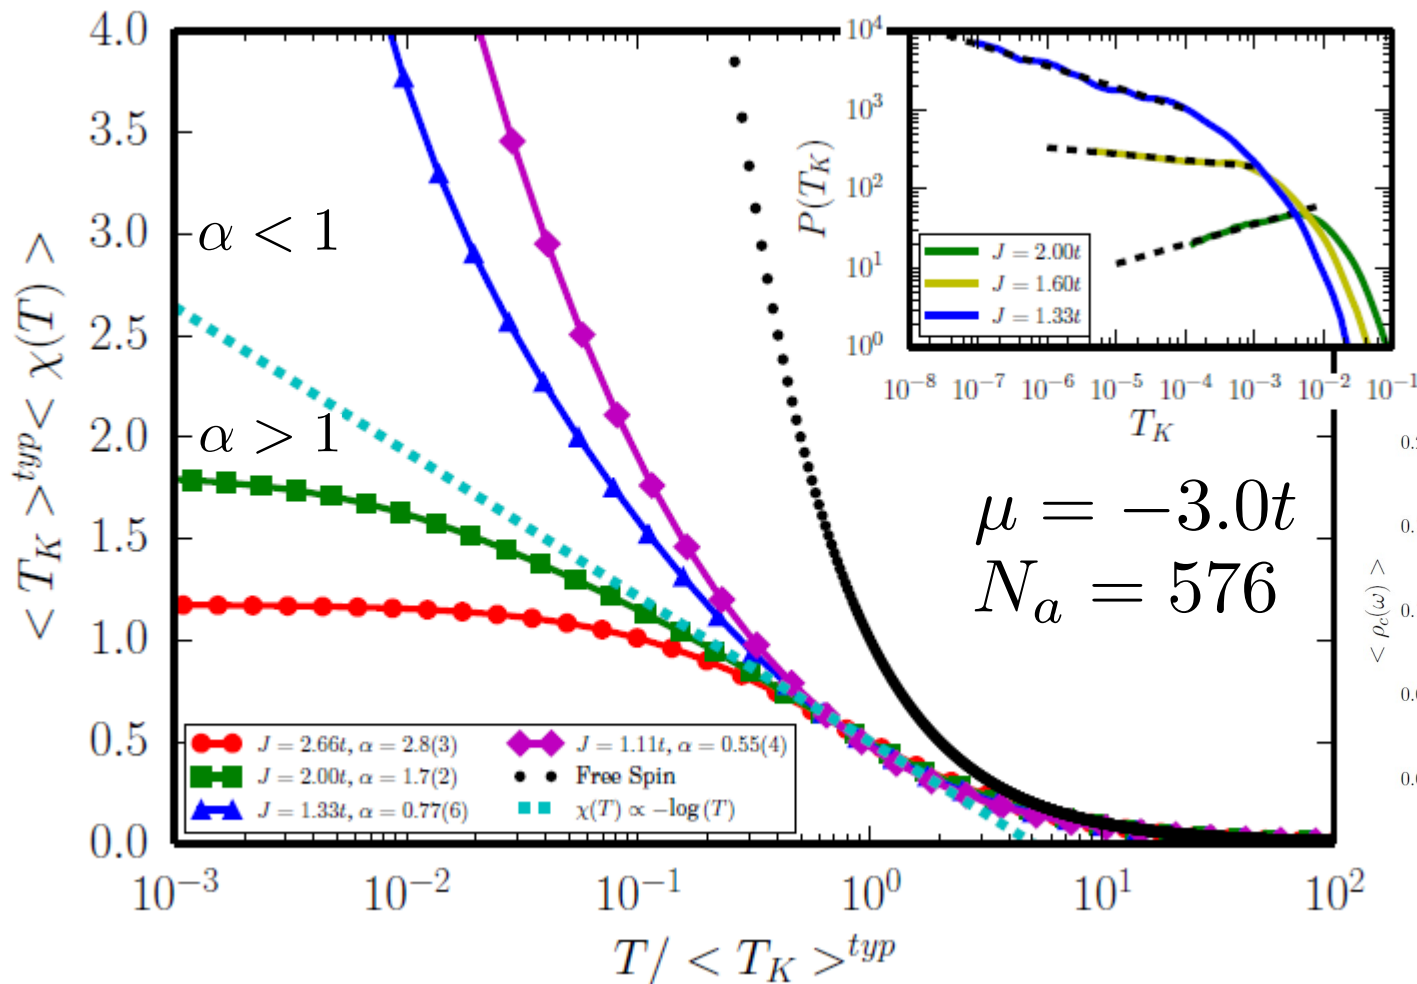 4.0
3.5
3.0
2.5
2.0
1.5
1.0
0.5
0.0
< T_K >^{typ} < χ(T) >
α < 1
α > 1
10^{-3} 10^{-2} 10^{-1} 10^0 10^1 10^2
T/ < T_K >^{typ}
J = 2.66t, α = 2.8(3)
J = 2.00t, α = 1.7(2)
J = 1.33t, α = 0.77(6)
J = 1.11t, α = 0.55(4)
Free Spin
χ(T) ∝ −log (T)
μ = −3.0t
N_a = 576
10^4
10^3
10^2
10^1
10^0
P(T_K)
J = 2.00t
J = 1.60t
J = 1.33t
10^{-8} 10^{-7} 10^{-6} 10^{-5} 10^{-4} 10^{-3} 10^{-2} 10^{-1}
T_K
< ρ_c(ω) >